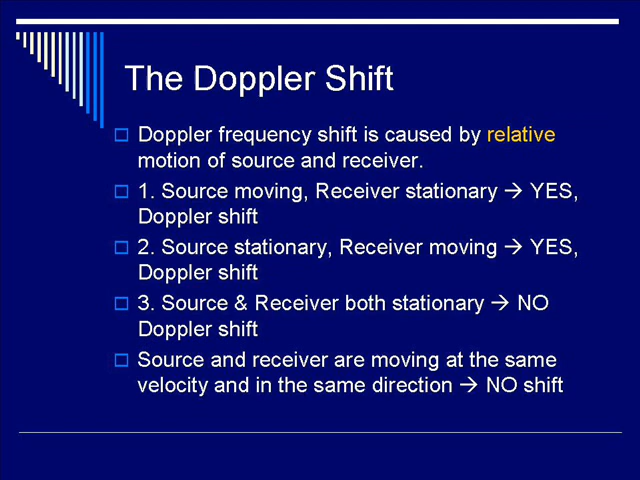 The Doppler Shift
Doppler frequency shift is caused by relative
motion of source and receiver.
1. Source moving, Receiver stationary → YES,
Doppler shift
2. Source stationary, Receiver moving → YES,
Doppler shift
3. Source & Receiver both stationary → NO
Doppler shift
Source and receiver are moving at the same
velocity and in the same direction → NO shift